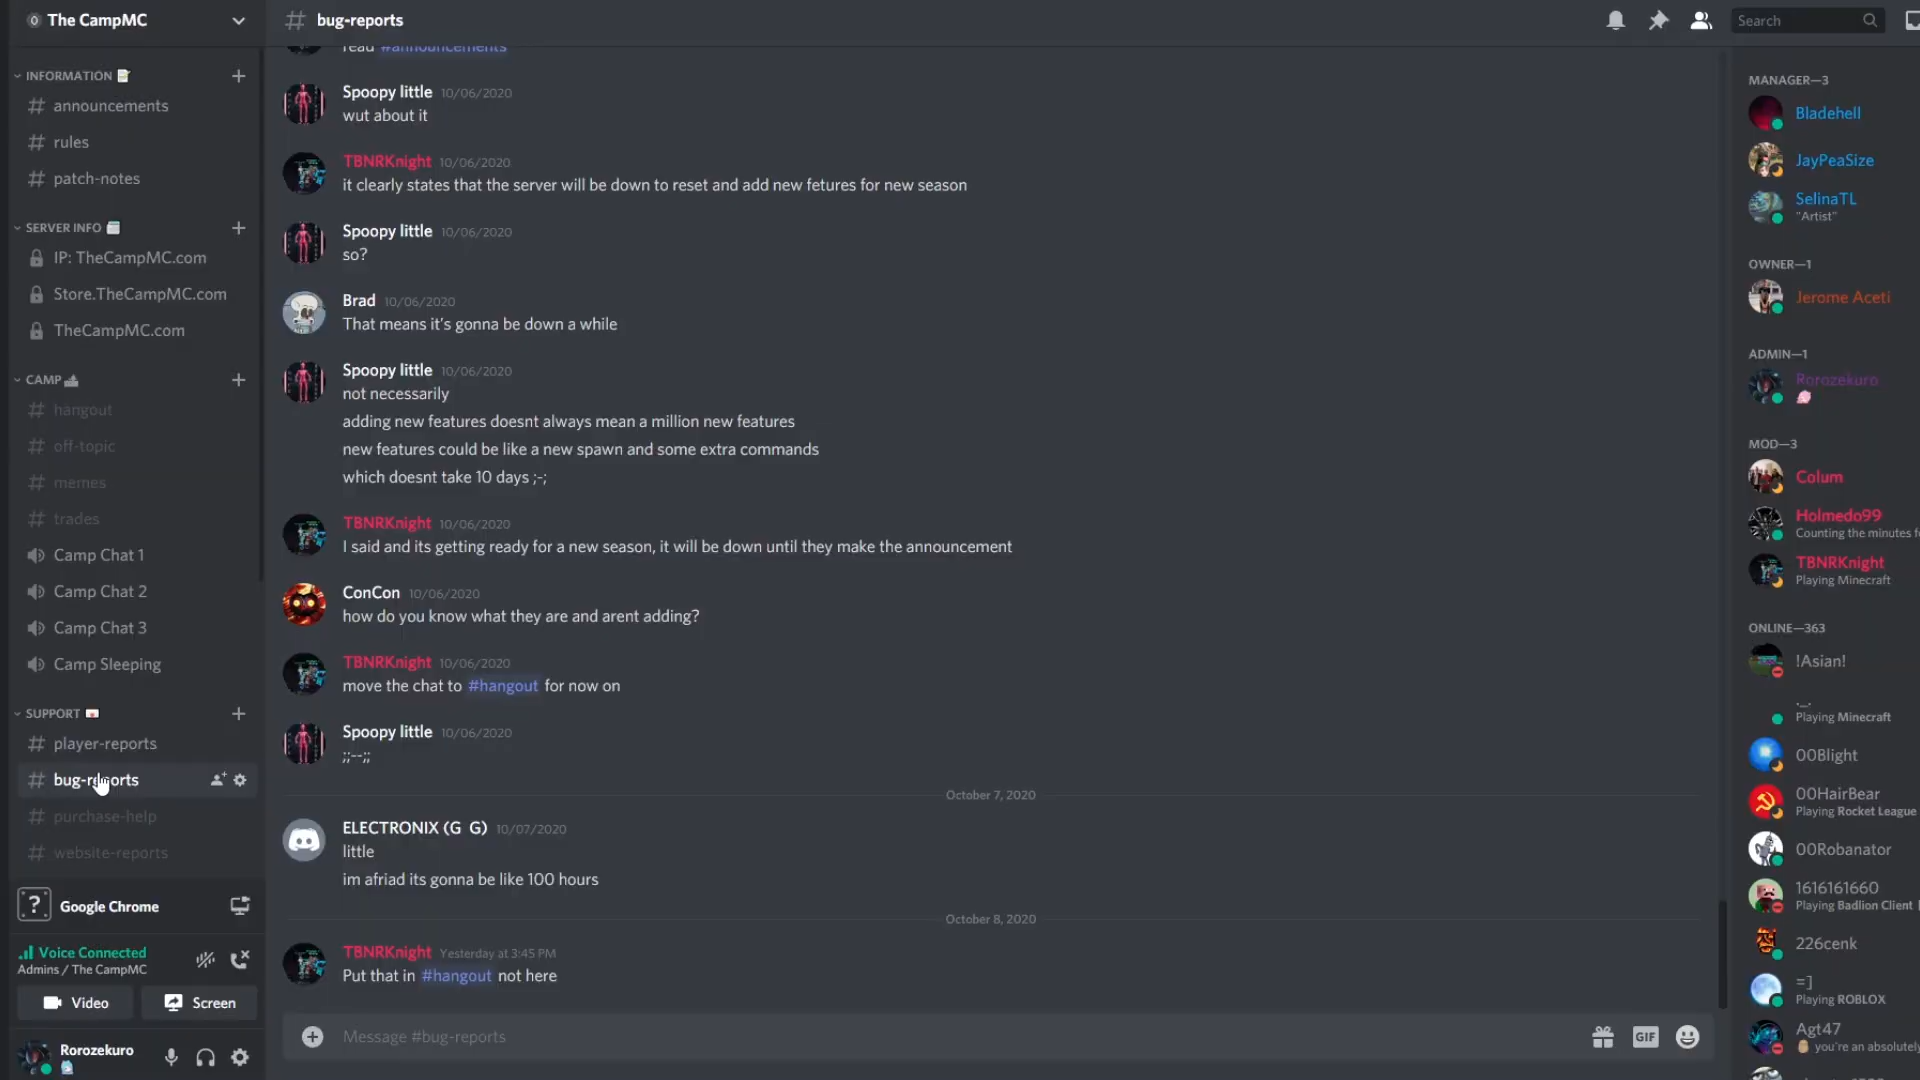 The CampMC
INFORMATION
announcements
rules
patch-notes
SERVER INFO
IP: TheCampMC.com
Store.TheCampMC.com
TheCampMC.com
CAMP
hangout
off-topic
memes
trades
Camp Chat 1
Camp Chat 2
Camp Chat 3
Camp Sleeping
SUPPORT
player-reports
bug-reports
purchase-help
website-reports
Google Chrome
Voice Connected
Admins / The CampMC
Video Screen
Rorozekuro
# bug-reports
Search
read #announcements
Spoopy little 10/06/2020
wut about it
TBNRKnight 10/06/2020
it clearly states that the server will be down to reset and add new fetures for new season
Spoopy little 10/06/2020
so?
Brad 10/06/2020
That means it's gonna be down a while
Spoopy little 10/06/2020
not necessarily
adding new features doesnt always mean a million new features
new features could be like a new spawn and some extra commands
which doesnt take 10 days ;-;
TBNRKnight 10/06/2020
I said and its getting ready for a new season, it will be down until they make the announcement
ConCon 10/06/2020
how do you know what they are and arent adding?
TBNRKnight 10/06/2020
move the chat to #hangout for now on
Spoopy little 10/06/2020
;;--;;
October 7, 2020
ELECTRONIX (G G) 10/07/2020
little
im afriad its gonna be like 100 hours
October 8, 2020
TBNRKnight Yesterday at 3:45 PM
Put that in #hangout not here
Message #bug-reports
GIF
MANAGER—3
Bladehell
JayPeaSize
SelinaTL
"Artist"
OWNER—1
Jerome Aceti
ADMIN—1
Rorozekuro
MOD—3
Colum
Holmedo99
Counting the minutes f
TBNRKnight
Playing Minecraft
ONLINE—363
!Asian!
._.
Playing Minecraft
00Blight
00HairBear
Playing Rocket League
00Robanator
1616161660
Playing Badlion Client
226cenk
=]
Playing ROBLOX
Agt47
you're an absolutely